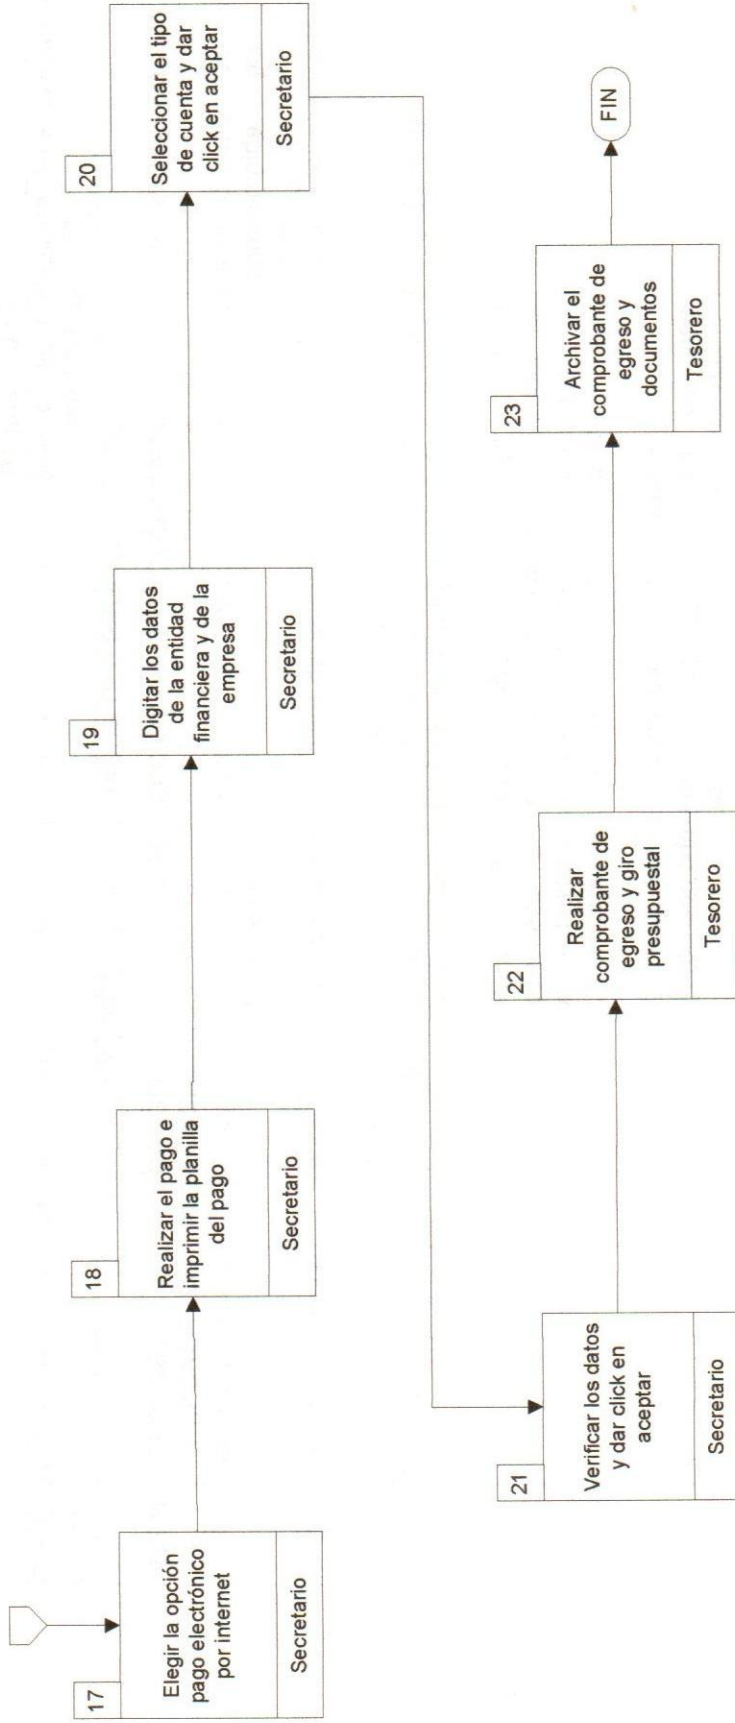 17
Elegir la opción
pago electrónico
por internet
Secretario
18
Realizar el pago e
imprimir la planilla
del pago
Secretario
19
Digitar los datos
de la entidad
financiera y de la
empresa
Secretario
20
Seleccionar el tipo
de cuenta y dar
click en aceptar
Secretario
21
Verificar los datos
y dar click en
aceptar
Secretario
22
Realizar
comprobante de
egreso y giro
presupuestal
Tesorero
23
Archivar el
comprobante de
egreso y
documentos
Tesorero
FIN